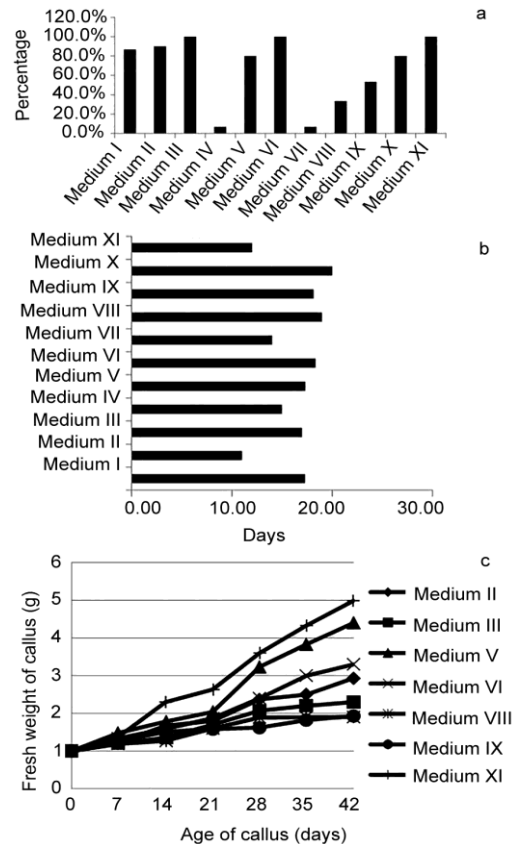 a
Percentage
120.0%
100.0%
80.0%
60.0%
40.0%
20.0%
0.0%
Medium I
Medium II
Medium III
Medium IV
Medium V
Medium VI
Medium VII
Medium VIII
Medium IX
Medium X
Medium XI
b
Medium XI
Medium X
Medium IX
Medium VIII
Medium VII
Medium VI
Medium V
Medium IV
Medium III
Medium II
Medium I
0.00 10.00 20.00 30.00
Days
c
Fresh weight of callus (g)
6
5
4
3
2
1
0
0 7 14 21 28 35 42
Age of callus (days)
Medium II
Medium III
Medium V
Medium VI
Medium VIII
Medium IX
Medium XI